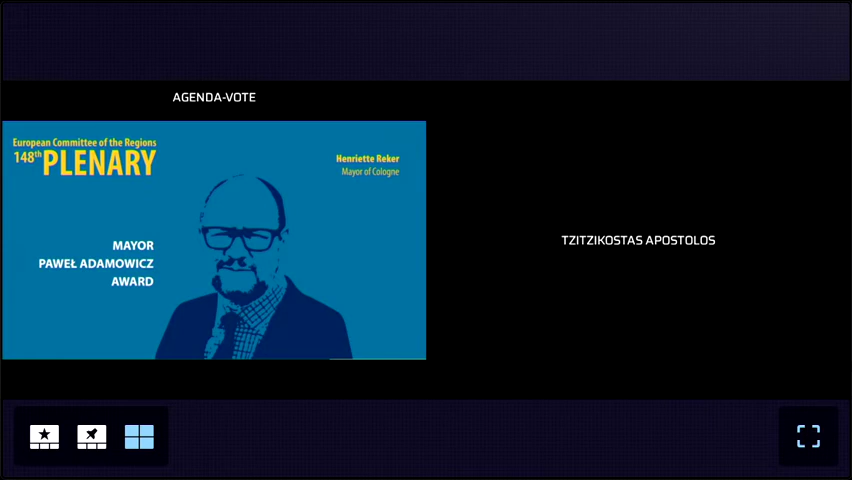 AGENDA-VOTE
European Committee of the Regions
148th PLENARY
Henriette Reker
Mayor of Cologne
MAYOR
PAWEŁ ADAMOWICZ
AWARD
TZITZIKOSTAS APOSTOLOS